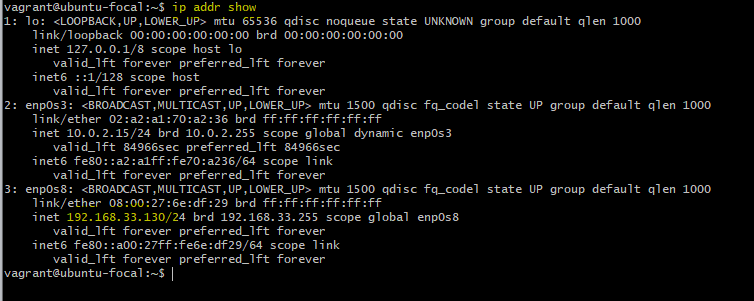 vagrant@ubuntu-focal:~$ ip addr show
1: lo: <LOOPBACK,UP,LOWER_UP> mtu 65536 qdisc noqueue state UNKNOWN group default qlen 1000
    link/loopback 00:00:00:00:00:00 brd 00:00:00:00:00:00
    inet 127.0.0.1/8 scope host lo
       valid_lft forever preferred_lft forever
    inet6 ::1/128 scope host
       valid_lft forever preferred_lft forever
2: enp0s3: <BROADCAST,MULTICAST,UP,LOWER_UP> mtu 1500 qdisc fq_codel state UP group default qlen 1000
    link/ether 02:a2:a1:70:a2:36 brd ff:ff:ff:ff:ff:ff
    inet 10.0.2.15/24 brd 10.0.2.255 scope global dynamic enp0s3
       valid_lft 84966sec preferred_lft 84966sec
    inet6 fe80::a2:a1ff:fe70:a236/64 scope link
       valid_lft forever preferred_lft forever
3: enp0s8: <BROADCAST,MULTICAST,UP,LOWER_UP> mtu 1500 qdisc fq_codel state UP group default qlen 1000
    link/ether 08:00:27:6e:df:29 brd ff:ff:ff:ff:ff:ff
    inet 192.168.33.130/24 brd 192.168.33.255 scope global enp0s8
       valid_lft forever preferred_lft forever
    inet6 fe80::a00:27ff:fe6e:df29/64 scope link
       valid_lft forever preferred_lft forever
vagrant@ubuntu-focal:~$